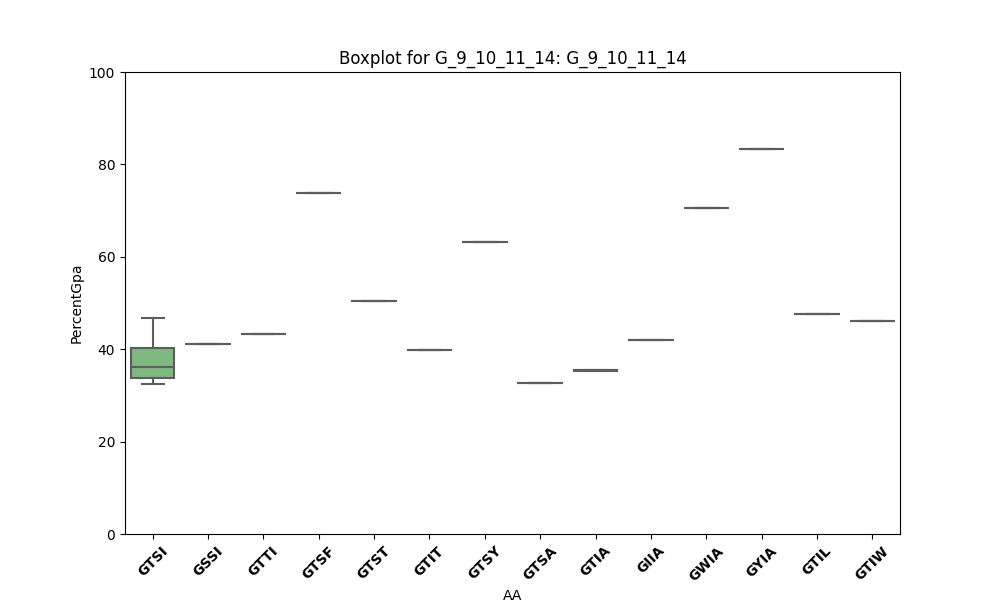 Boxplot for G_9_10_11_14: G_9_10_11_14
100
80
60
40
20
0
PercentGpa
GTSI
GSSI
GTTI
GTSF
GTST
GTIT
GTSY
GTSA
GTIA
GIIA
GWIA
GYIA
GTIL
GTIW
AA